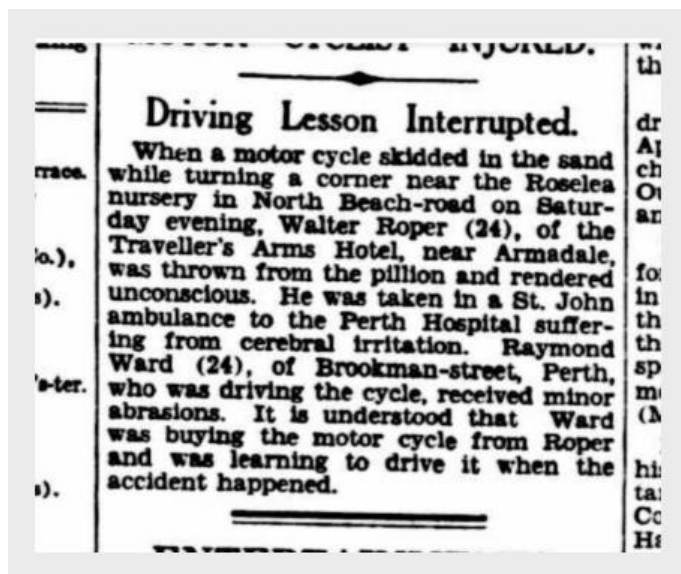 MOTOR CYCLIST INJURED.
Driving Lesson Interrupted.
When a motor cycle skidded in the sand
while turning a corner near the Roselea
nursery in North Beach-road on Satur-
day evening, Walter Roper (24), of the
Traveller's Arms Hotel, near Armadale,
was thrown from the pillion and rendered
unconscious. He was taken in a St. John
ambulance to the Perth Hospital suffer-
ing from cerebral irritation. Raymond
Ward (24), of Brookman-street, Perth,
who was driving the cycle, received minor
abrasions. It is understood that Ward
was buying the motor cycle from Roper
and was learning to drive it when the
accident happened.